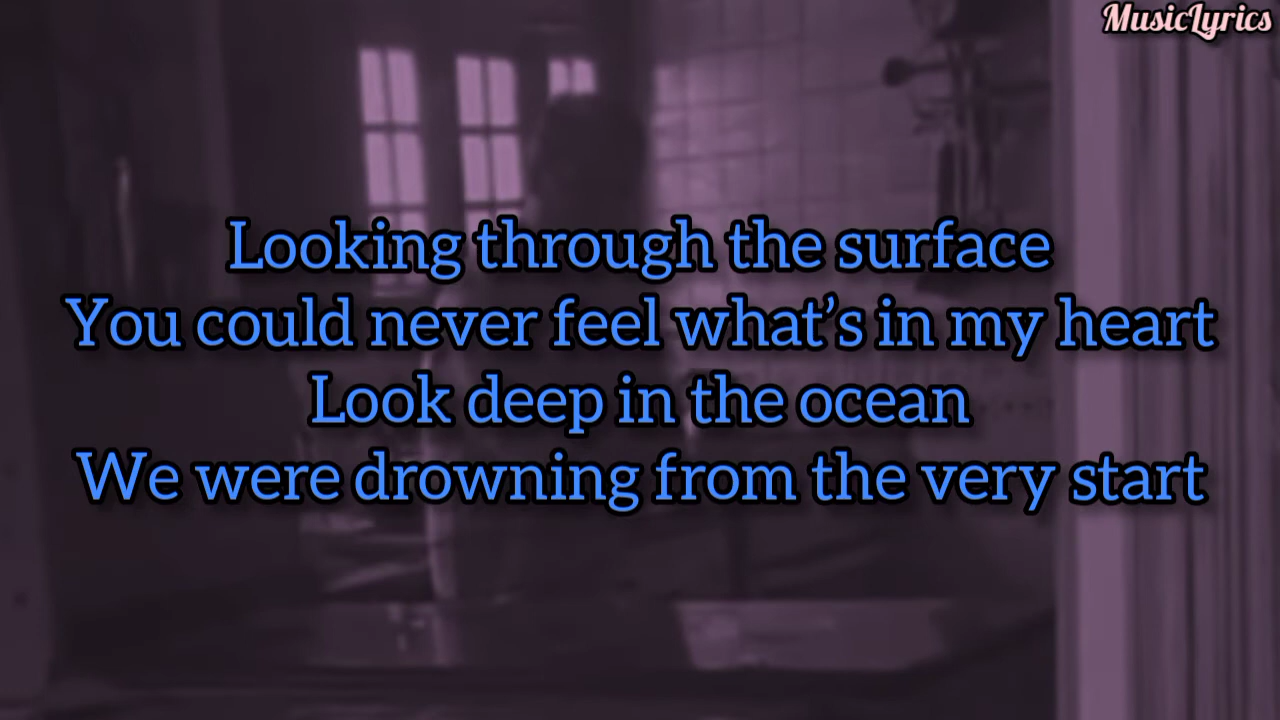 MusicLyrics
Looking through the surface
You could never feel what’s in my heart
Look deep in the ocean
We were drowning from the very start